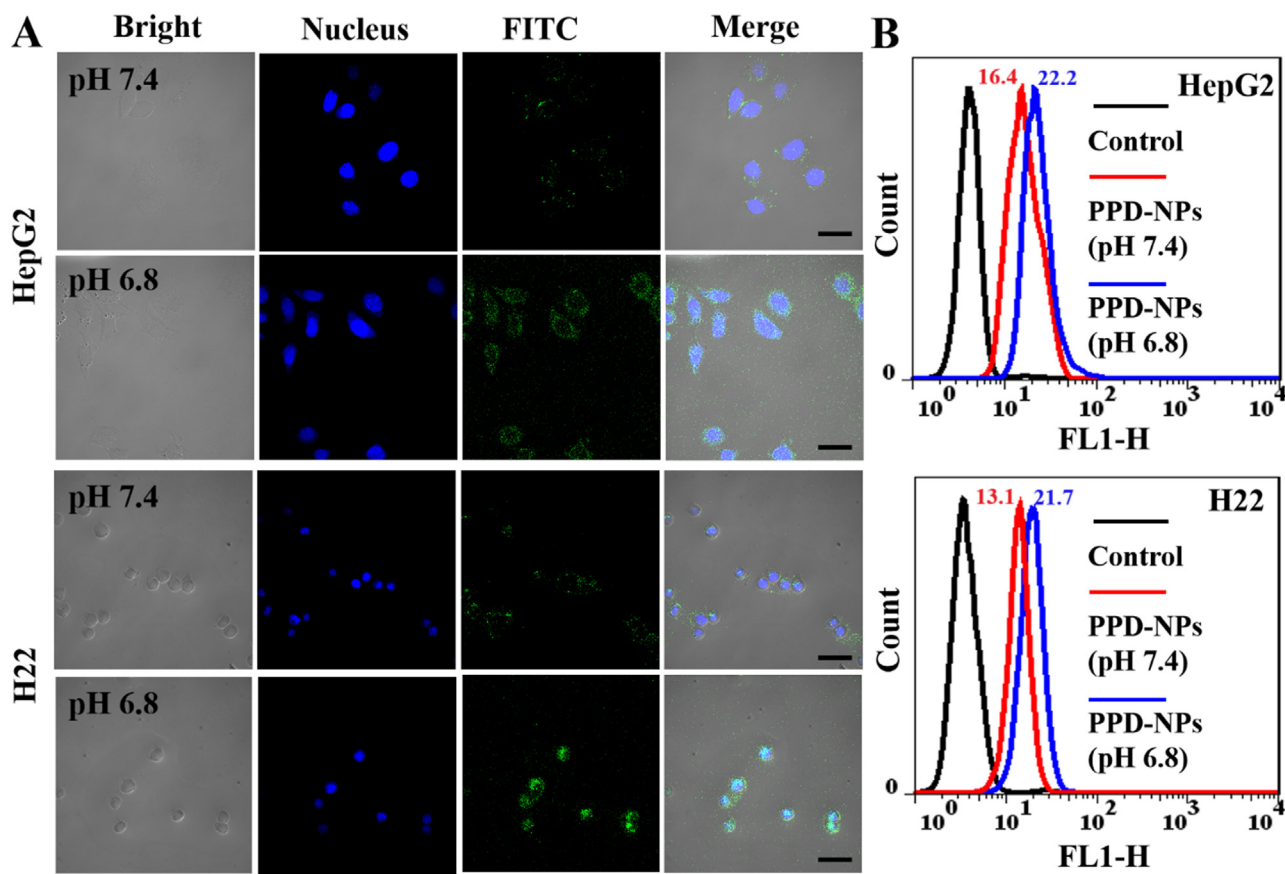 A
Bright
Nucleus
FITC
Merge
HepG2
pH 7.4
pH 6.8
H22
pH 7.4
pH 6.8
B
16.4
22.2
HepG2
Control
PPD-NPs
(pH 7.4)
PPD-NPs
(pH 6.8)
Count
0
10⁰ 10¹ 10² 10³ 10⁴
FL1-H
13.1
21.7
H22
Control
PPD-NPs
(pH 7.4)
PPD-NPs
(pH 6.8)
Count
0
10⁰ 10¹ 10² 10³ 10⁴
FL1-H